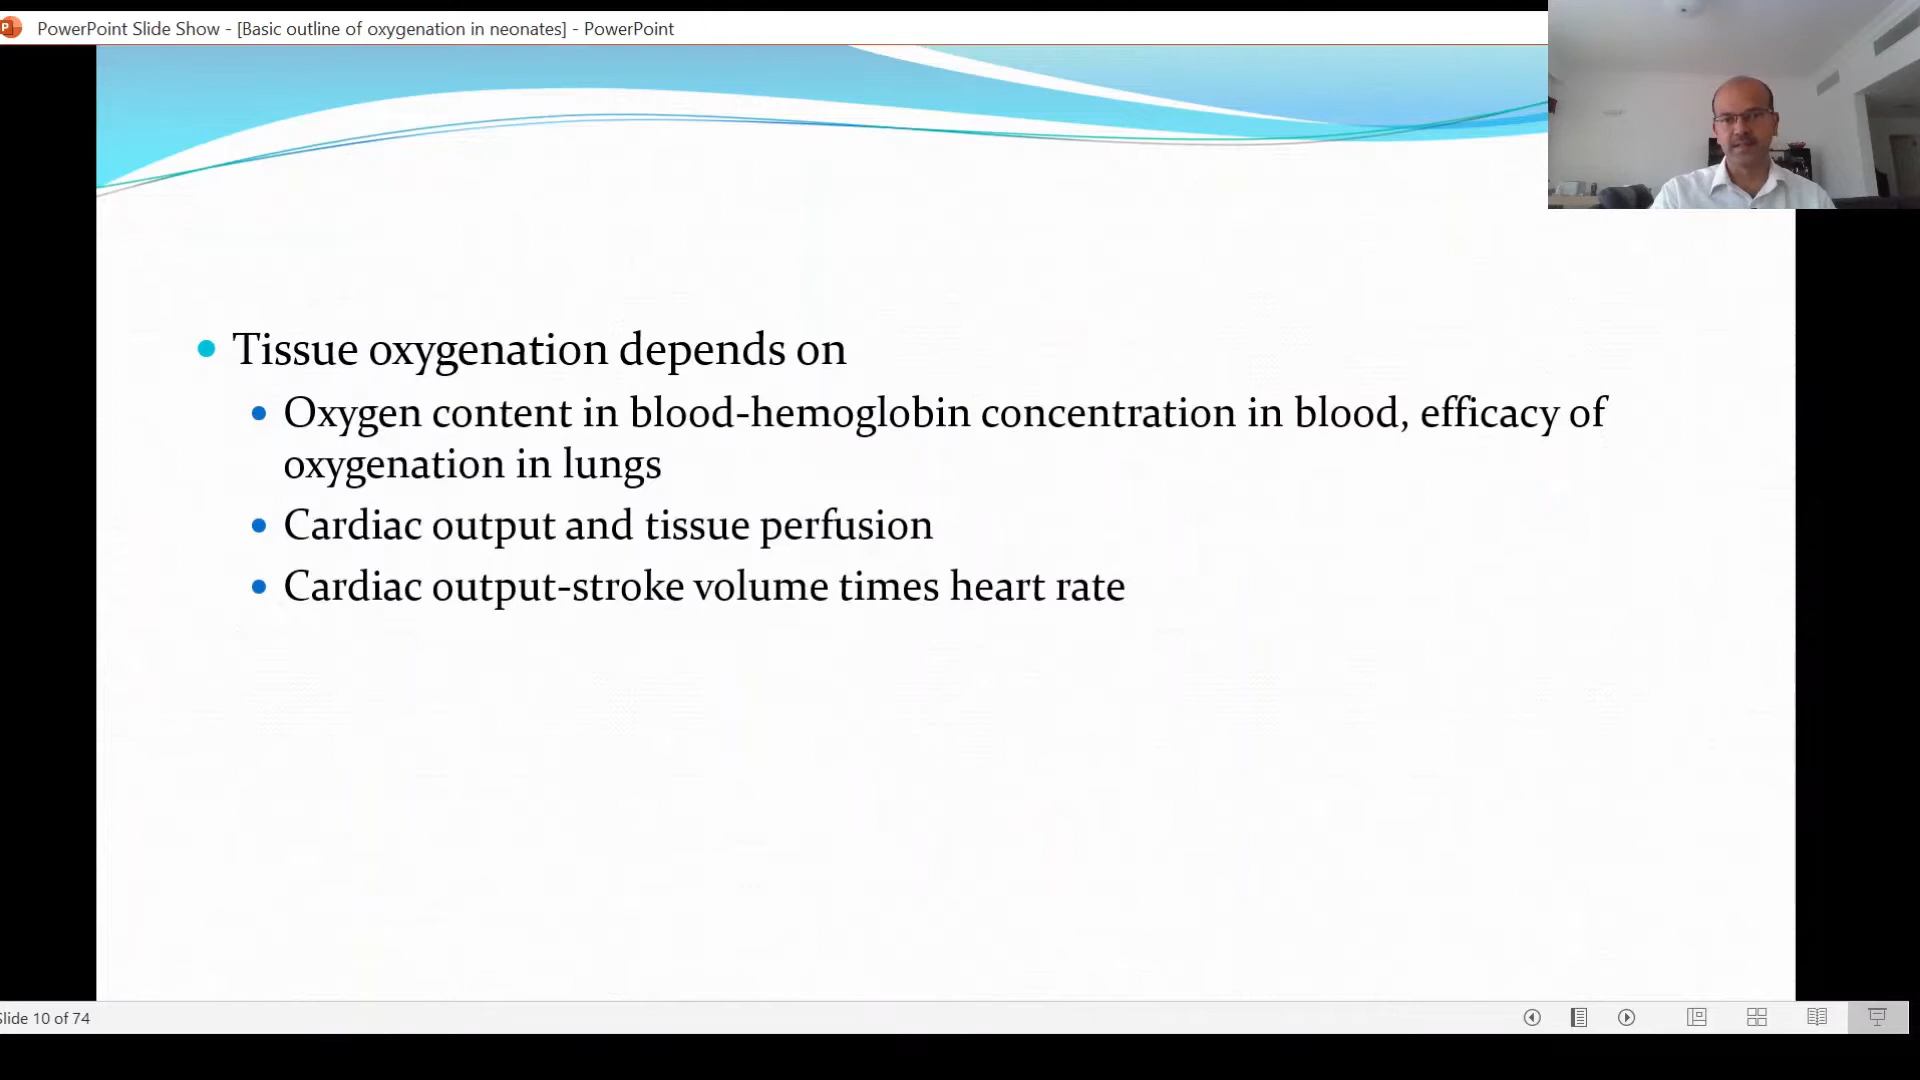 PowerPoint Slide Show - [Basic outline of oxygenation in neonates] - PowerPoint
Tissue oxygenation depends on
Oxygen content in blood-hemoglobin concentration in blood, efficacy of
oxygenation in lungs
Cardiac output and tissue perfusion
Cardiac output-stroke volume times heart rate
Slide 10 of 74